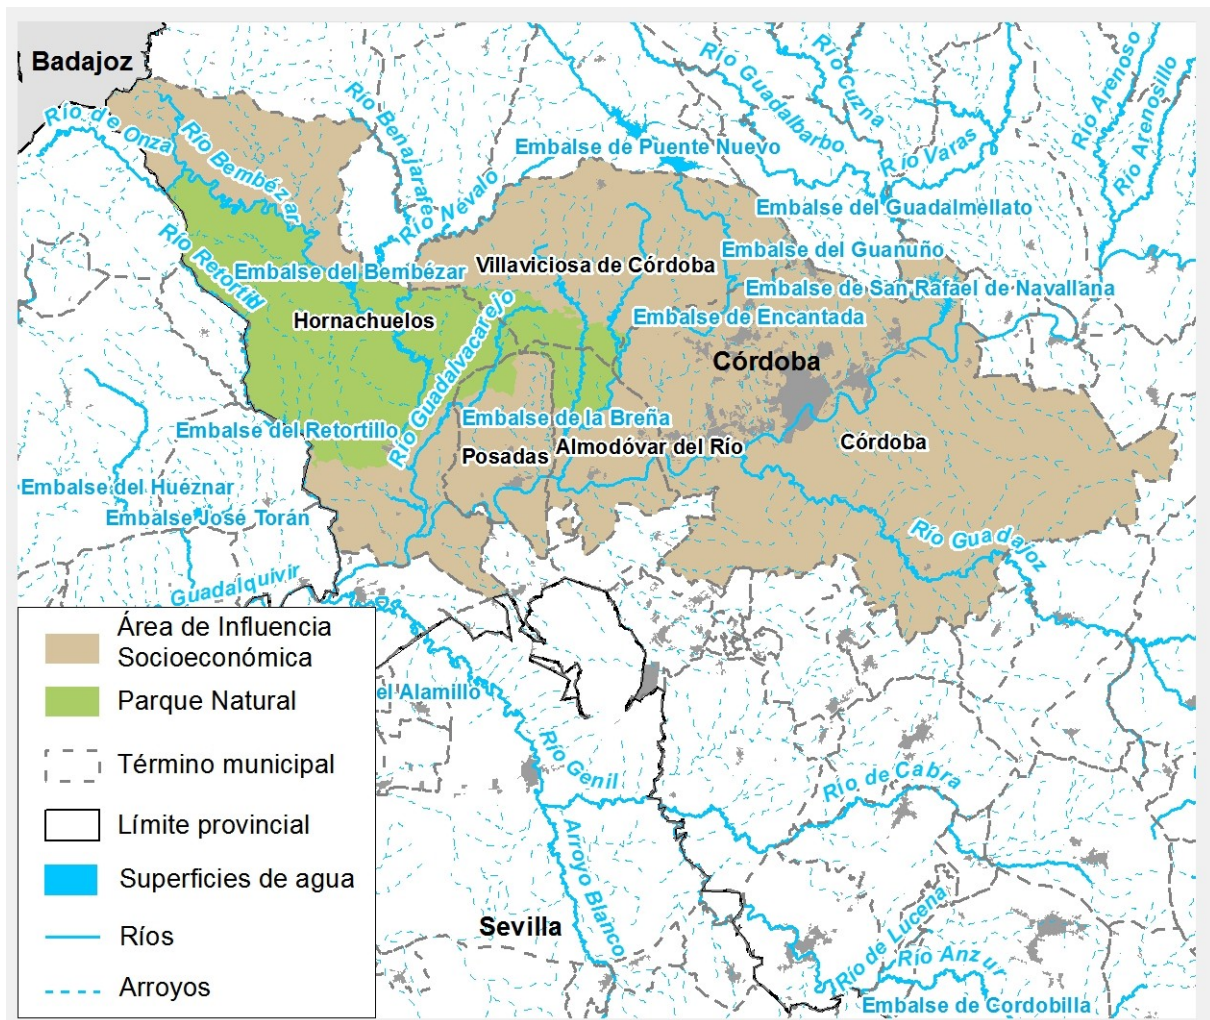 Badajoz
Río de Onza
Río Bembézar
Río Benajarafe
Río Névalo
Río Guadalbarbo
Río Cuzna
Río Varas
Río Arenoso
Río Arenosillo
Embalse de Puente Nuevo
Embalse del Guadalmellato
Embalse del Guanuño
Villaviciosa de Córdoba
Embalse de San Rafael de Navallana
Embalse de Encantada
Río Retortillo
Embalse del Bembézar
Hornachuelos
Río Guadalvacarejo
Córdoba
Embalse del Retortillo
Embalse de la Breña
Posadas
Almodóvar del Río
Córdoba
Embalse del Huéznar
Embalse José Torán
Río Guadajoz
Guadalquivir
el Alamillo
Río Genil
Río de Cabra
Arroyo Blanco
Sevilla
Río de Lucena
Río Anzur
Embalse de Cordobilla
Área de Influencia
Socioeconómica
Parque Natural
Término municipal
Límite provincial
Superficies de agua
Ríos
Arroyos